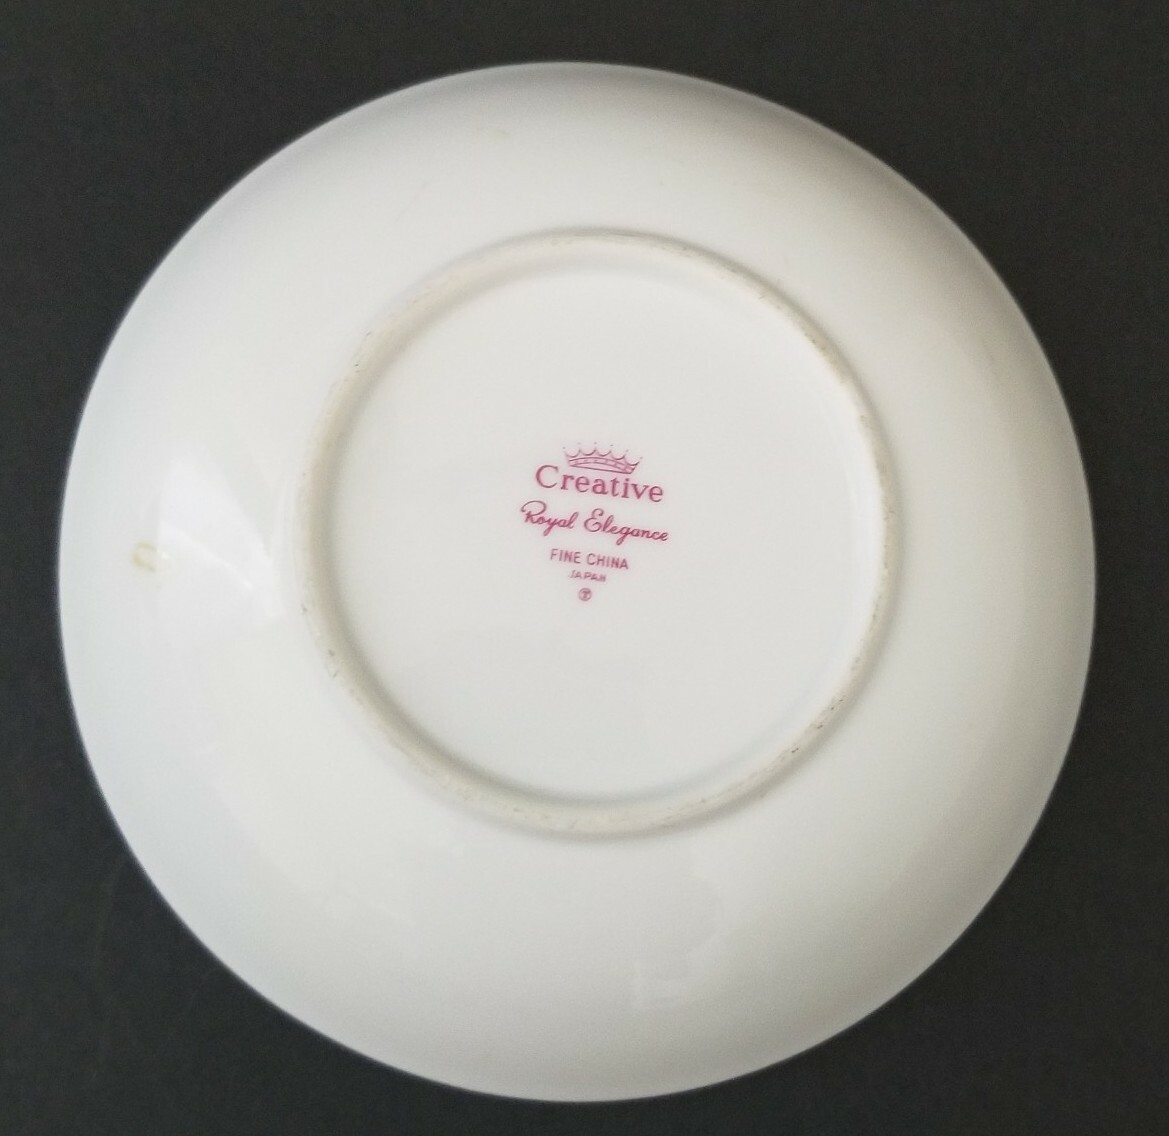 Creative
Royal Elegance
FINE CHINA
JAPAN
T